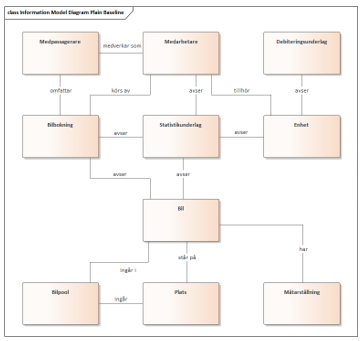 class Information Model Diagram Plain Baseline
Medpassagerare
medverkar som
Medarbetare
Debiteringsunderlag
omfattar
körs av
avser
tillhör
avser
Bilbokning
avser
Statistikunderlag
avser
Enhet
avser
avser
Bil
ingår i
står på
har
Bilpool
ingår
Plats
Mätarställning